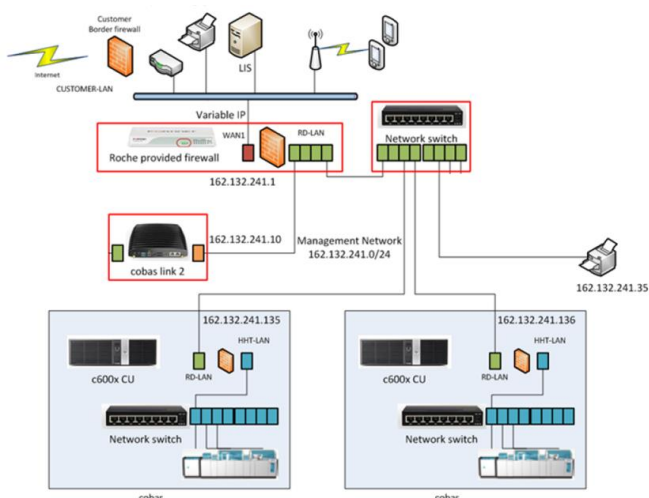 Customer
Border firewall
Internet
CUSTOMER-LAN
LIS
Variable IP
Network switch
WAN1
RD-LAN
Roche provided firewall
162.132.241.1
162.132.241.10
Management Network
162.132.241.0/24
cobas link 2
162.132.241.35
162.132.241.135
HHT-LAN
c600x CU
RD-LAN
Network switch
cobas
162.132.241.136
HHT-LAN
c600x CU
RD-LAN
Network switch
cobas